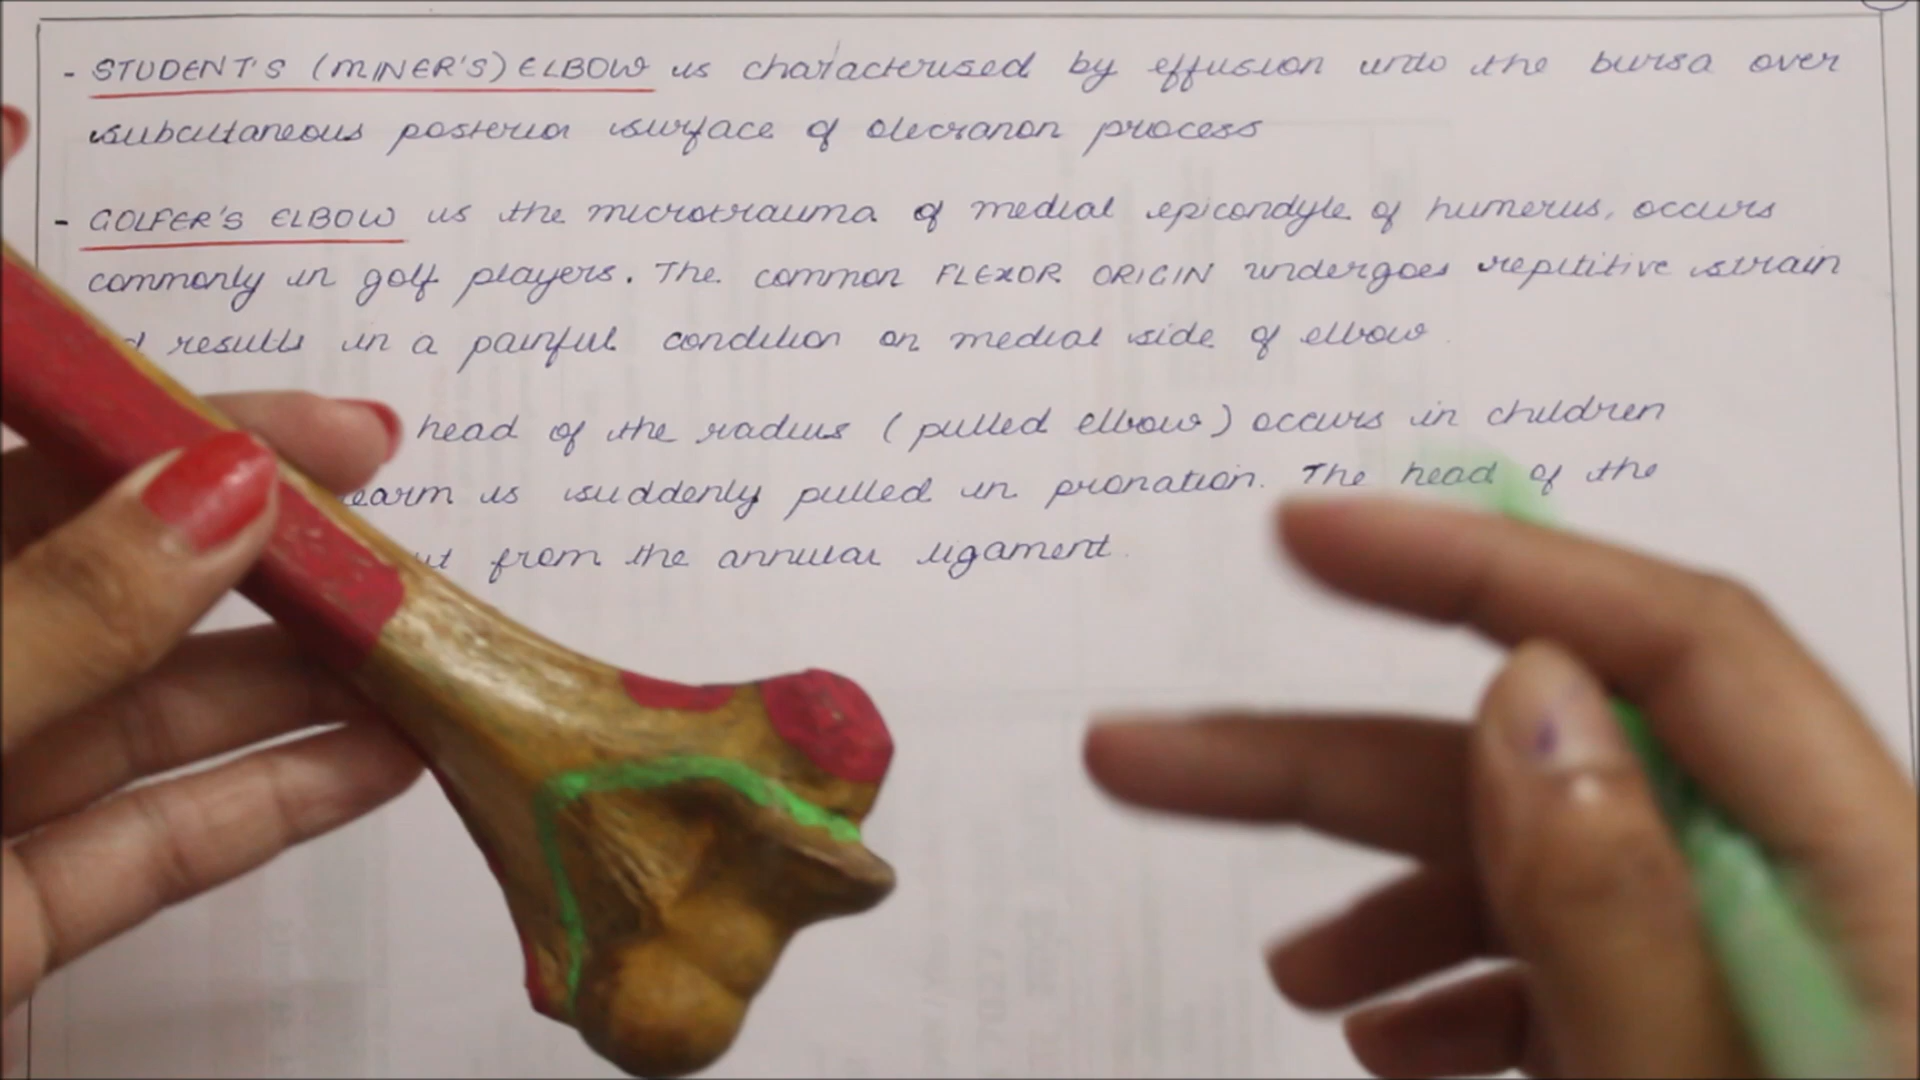 - STUDENT'S (MINER'S) ELBOW is characterised by effusion into the bursa over
subcutaneous posterior surface of olecranon process
- GOLFER'S ELBOW is the microtrauma of medial epicondyle of humerus, occurs
commonly in golf players. The common FLEXOR ORIGIN undergoes repititive strain
results in a painful condition on medial side of elbow
head of the radius (pulled elbow) occurs in children
is suddenly pulled in pronation. The head of the
from the annular ligament.